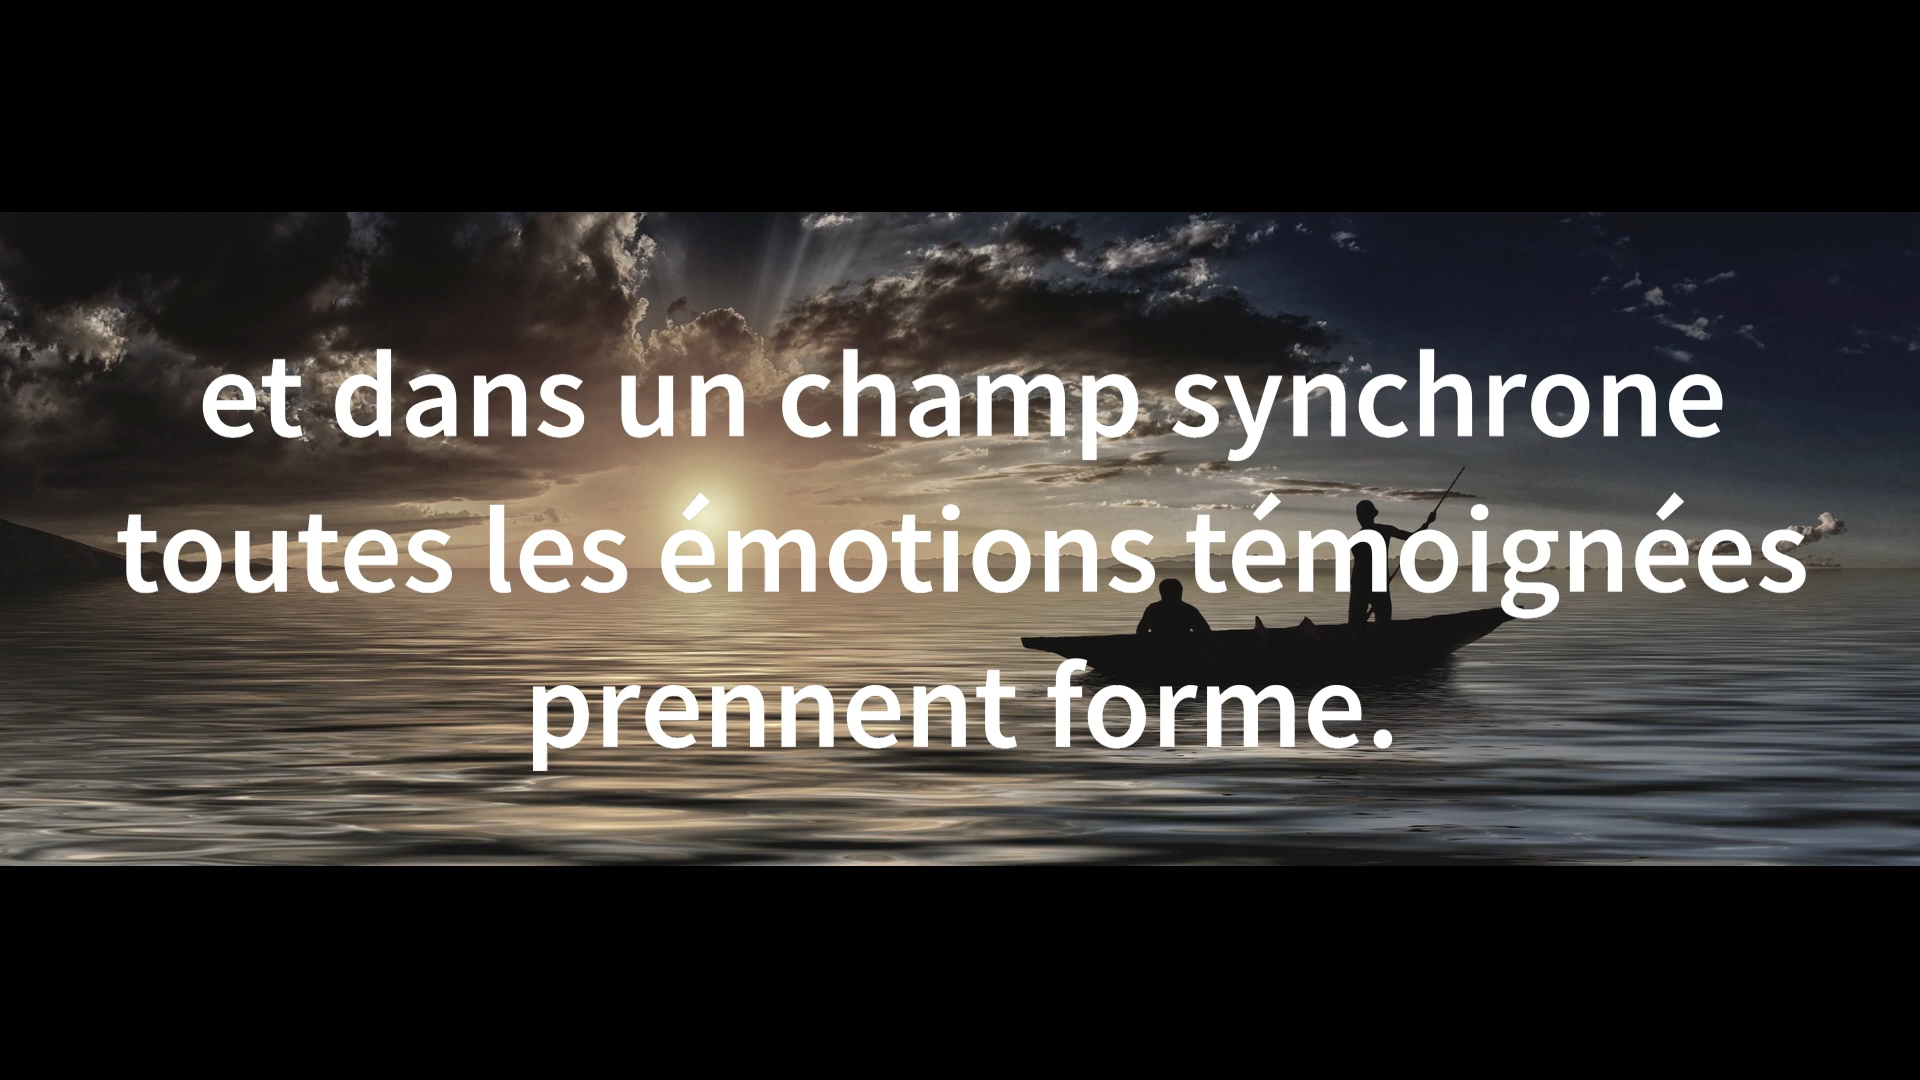 et dans un champ synchrone
toutes les émotions témoignées
prennent forme.